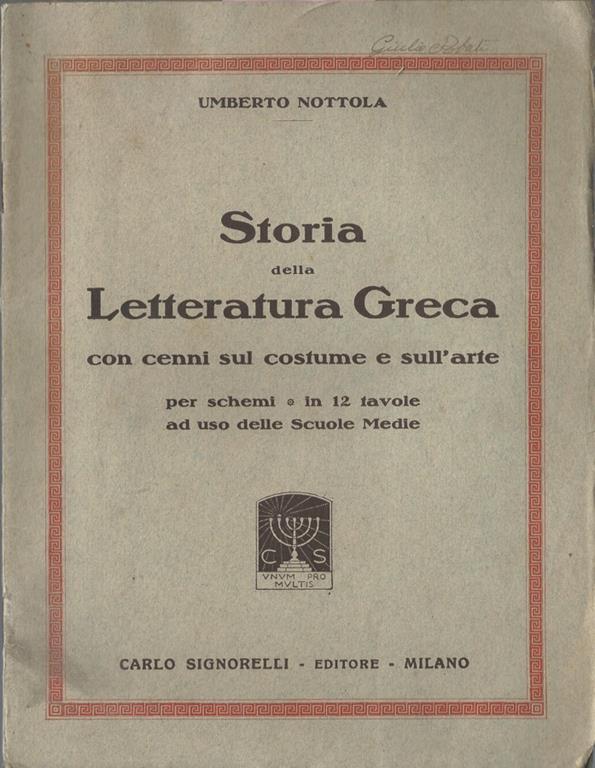 UMBERTO NOTTOLA
Storia
della
Letteratura Greca
con cenni sul costume e sull'arte
per schemi in 12 tavole
ad uso delle Scuole Medie
C S
VNVM PRO
MVLTIS
CARLO SIGNORELLI - EDITORE - MILANO